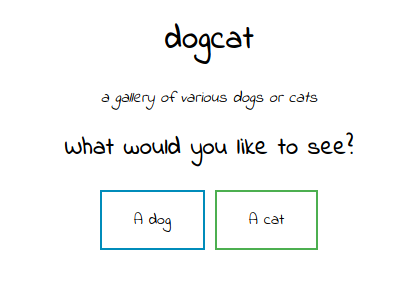 dogcat
a gallery of various dogs or cats
What would you like to see?
A dog
A cat